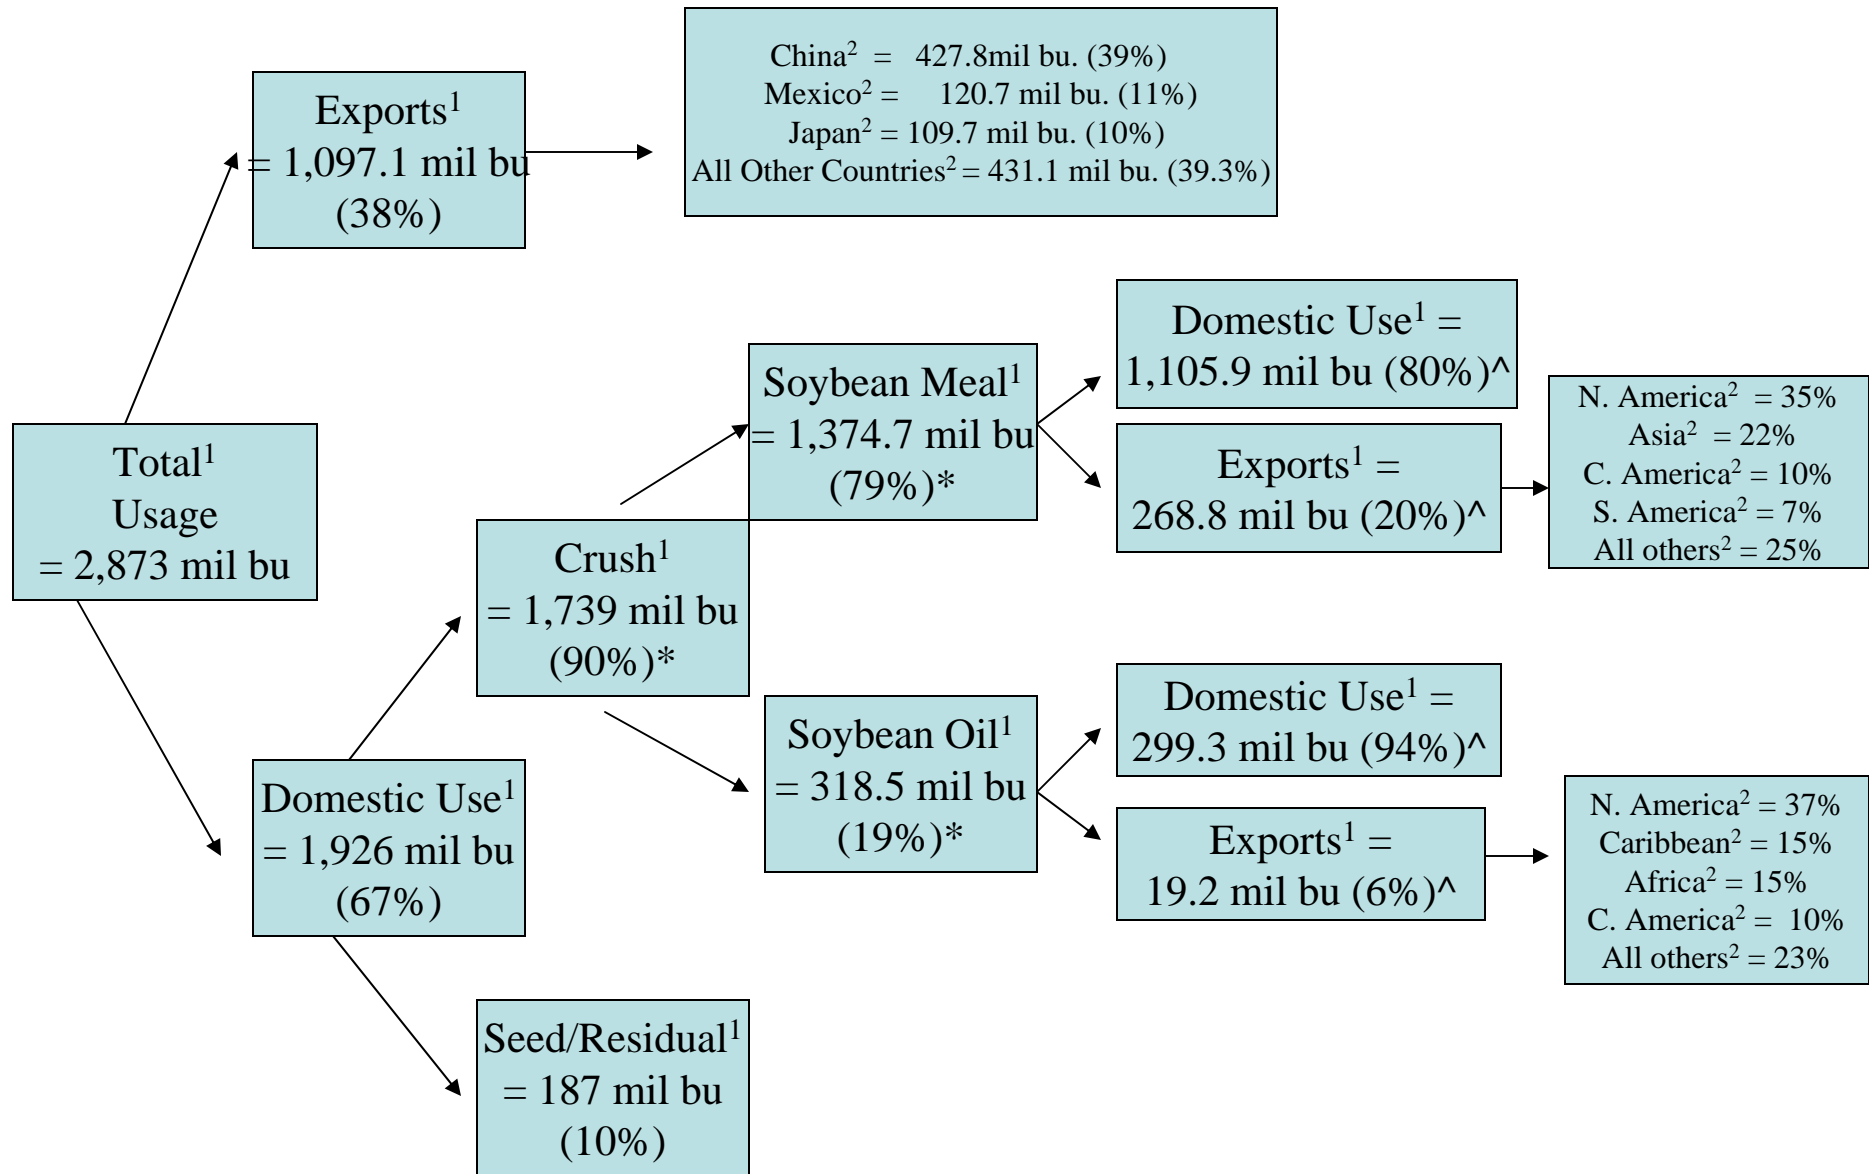 China² = 427.8mil bu. (39%)
Mexico² = 120.7 mil bu. (11%)
Japan² = 109.7 mil bu. (10%)
All Other Countries² = 431.1 mil bu. (39.3%)
Exports¹
= 1,097.1 mil bu
(38%)
Total¹
Usage
= 2,873 mil bu
Domestic Use¹
= 1,926 mil bu
(67%)
Crush¹
= 1,739 mil bu
(90%)*
Seed/Residual¹
= 187 mil bu
(10%)
Soybean Meal¹
= 1,374.7 mil bu
(79%)*
Soybean Oil¹
= 318.5 mil bu
(19%)*
Domestic Use¹ =
1,105.9 mil bu (80%)^
Exports¹ =
268.8 mil bu (20%)^
N. America² = 35%
Asia² = 22%
C. America² = 10%
S. America² = 7%
All others² = 25%
Domestic Use¹ =
299.3 mil bu (94%)^
Exports¹ =
19.2 mil bu (6%)^
N. America² = 37%
Caribbean² = 15%
Africa² = 15%
C. America² = 10%
All others² = 23%